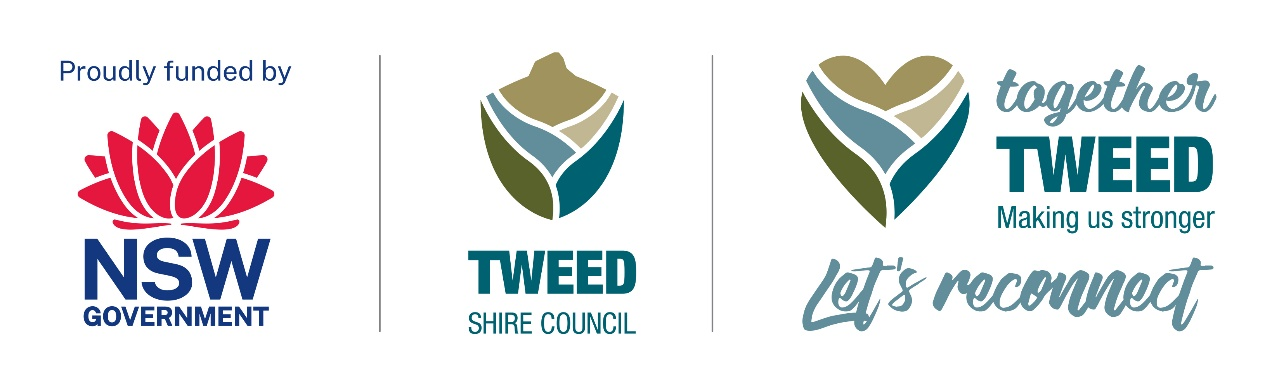 Proudly funded by
NSW
GOVERNMENT
TWEED
SHIRE COUNCIL
together
TWEED
Making us stronger
Let's reconnect